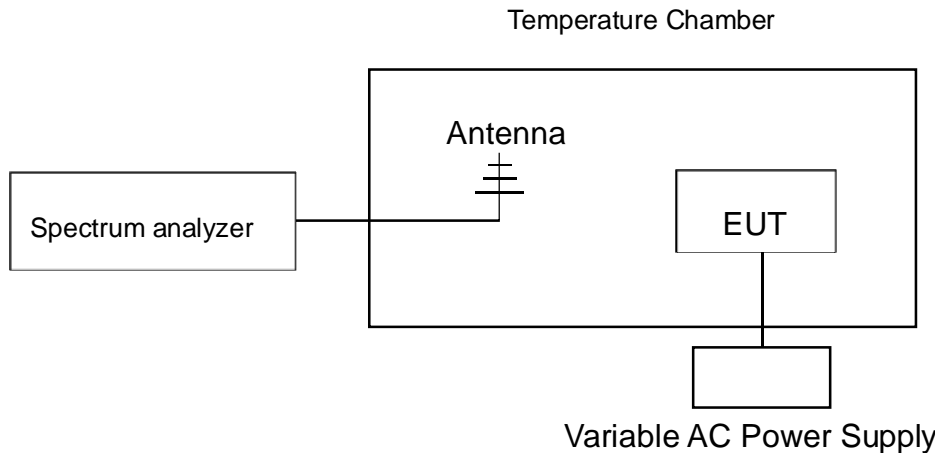 Temperature Chamber
Antenna
Spectrum analyzer
EUT
Variable AC Power Supply